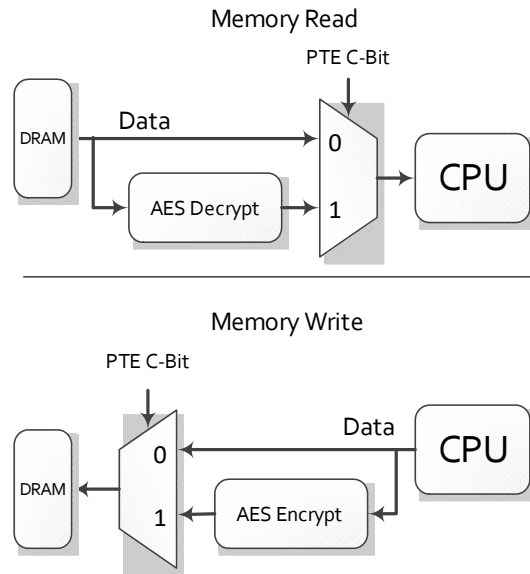 Memory Read
PTE C-Bit
DRAM
Data
0
CPU
AES Decrypt
1
Memory Write
PTE C-Bit
DRAM
0
Data
CPU
1
AES Encrypt